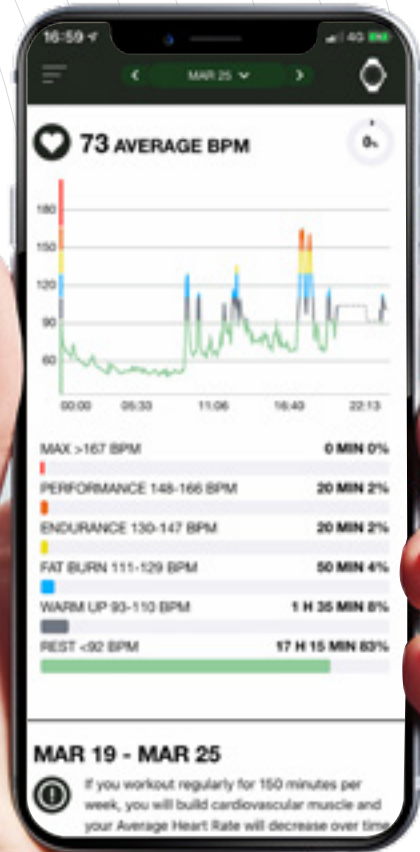 16:59
4G
MAR 25
73 AVERAGE BPM
0%
180
150
120
90
60
00:00 05:33 11:06 16:40 22:13
MAX >167 BPM 0 MIN 0%
PERFORMANCE 148-166 BPM 20 MIN 2%
ENDURANCE 130-147 BPM 20 MIN 2%
FAT BURN 111-129 BPM 50 MIN 4%
WARM UP 93-110 BPM 1 H 35 MIN 8%
REST <92 BPM 17 H 15 MIN 83%
MAR 19 - MAR 25
If you workout regularly for 150 minutes per
week, you will build cardiovascular muscle and
your Average Heart Rate will decrease over time